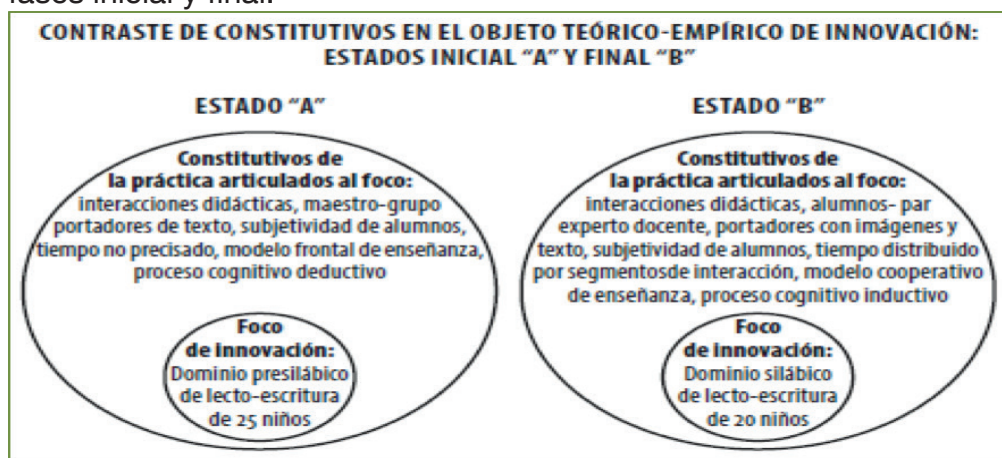 fases inicial y final.
CONTRASTE DE CONSTITUTIVOS EN EL OBJETO TEÓRICO-EMPÍRICO DE INNOVACIÓN:
ESTADOS INICIAL “A” Y FINAL “B”
ESTADO “A”
Constitutivos de
la práctica articulados al foco:
interacciones didácticas, maestro-grupo
portadores de texto, subjetividad de alumnos,
tiempo no precisado, modelo frontal de enseñanza,
proceso cognitivo deductivo
Foco
de innovación:
Dominio presilábico
de lecto-escritura
de 25 niños
ESTADO “B”
Constitutivos de
la práctica articulados al foco:
interacciones didácticas, alumnos- par
experto docente, portadores con imágenes y
texto, subjetividad de alumnos, tiempo distribuido
por segmentosde interacción, modelo cooperativo
de enseñanza, proceso cognitivo inductivo
Foco
de innovación:
Dominio silábico
de lecto-escritura
de 20 niños